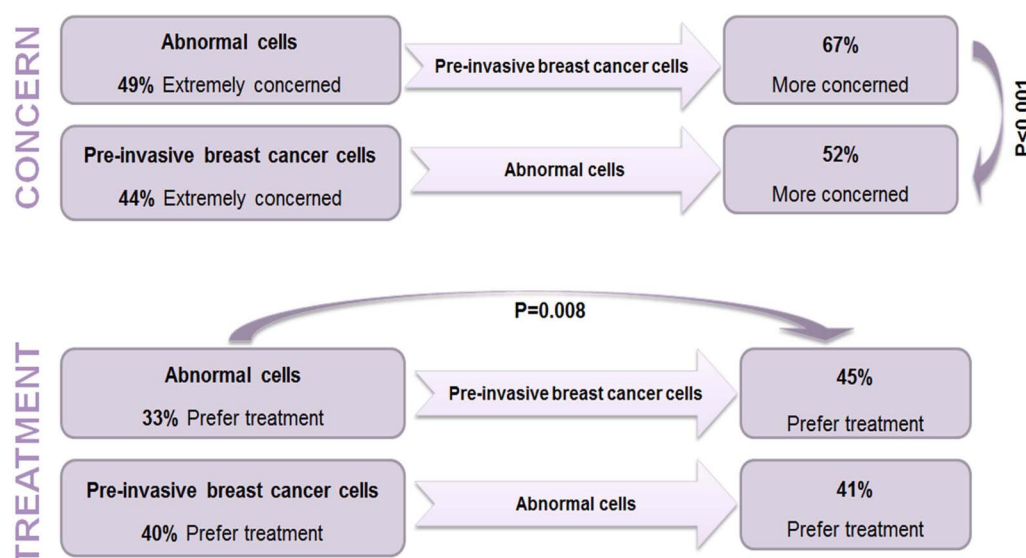 CONCERN
Abnormal cells
49% Extremely concerned
Pre-invasive breast cancer cells
67%
More concerned
Pre-invasive breast cancer cells
44% Extremely concerned
Abnormal cells
52%
More concerned
P<0.001
TREATMENT
P=0.008
Abnormal cells
33% Prefer treatment
Pre-invasive breast cancer cells
45%
Prefer treatment
Pre-invasive breast cancer cells
40% Prefer treatment
Abnormal cells
41%
Prefer treatment